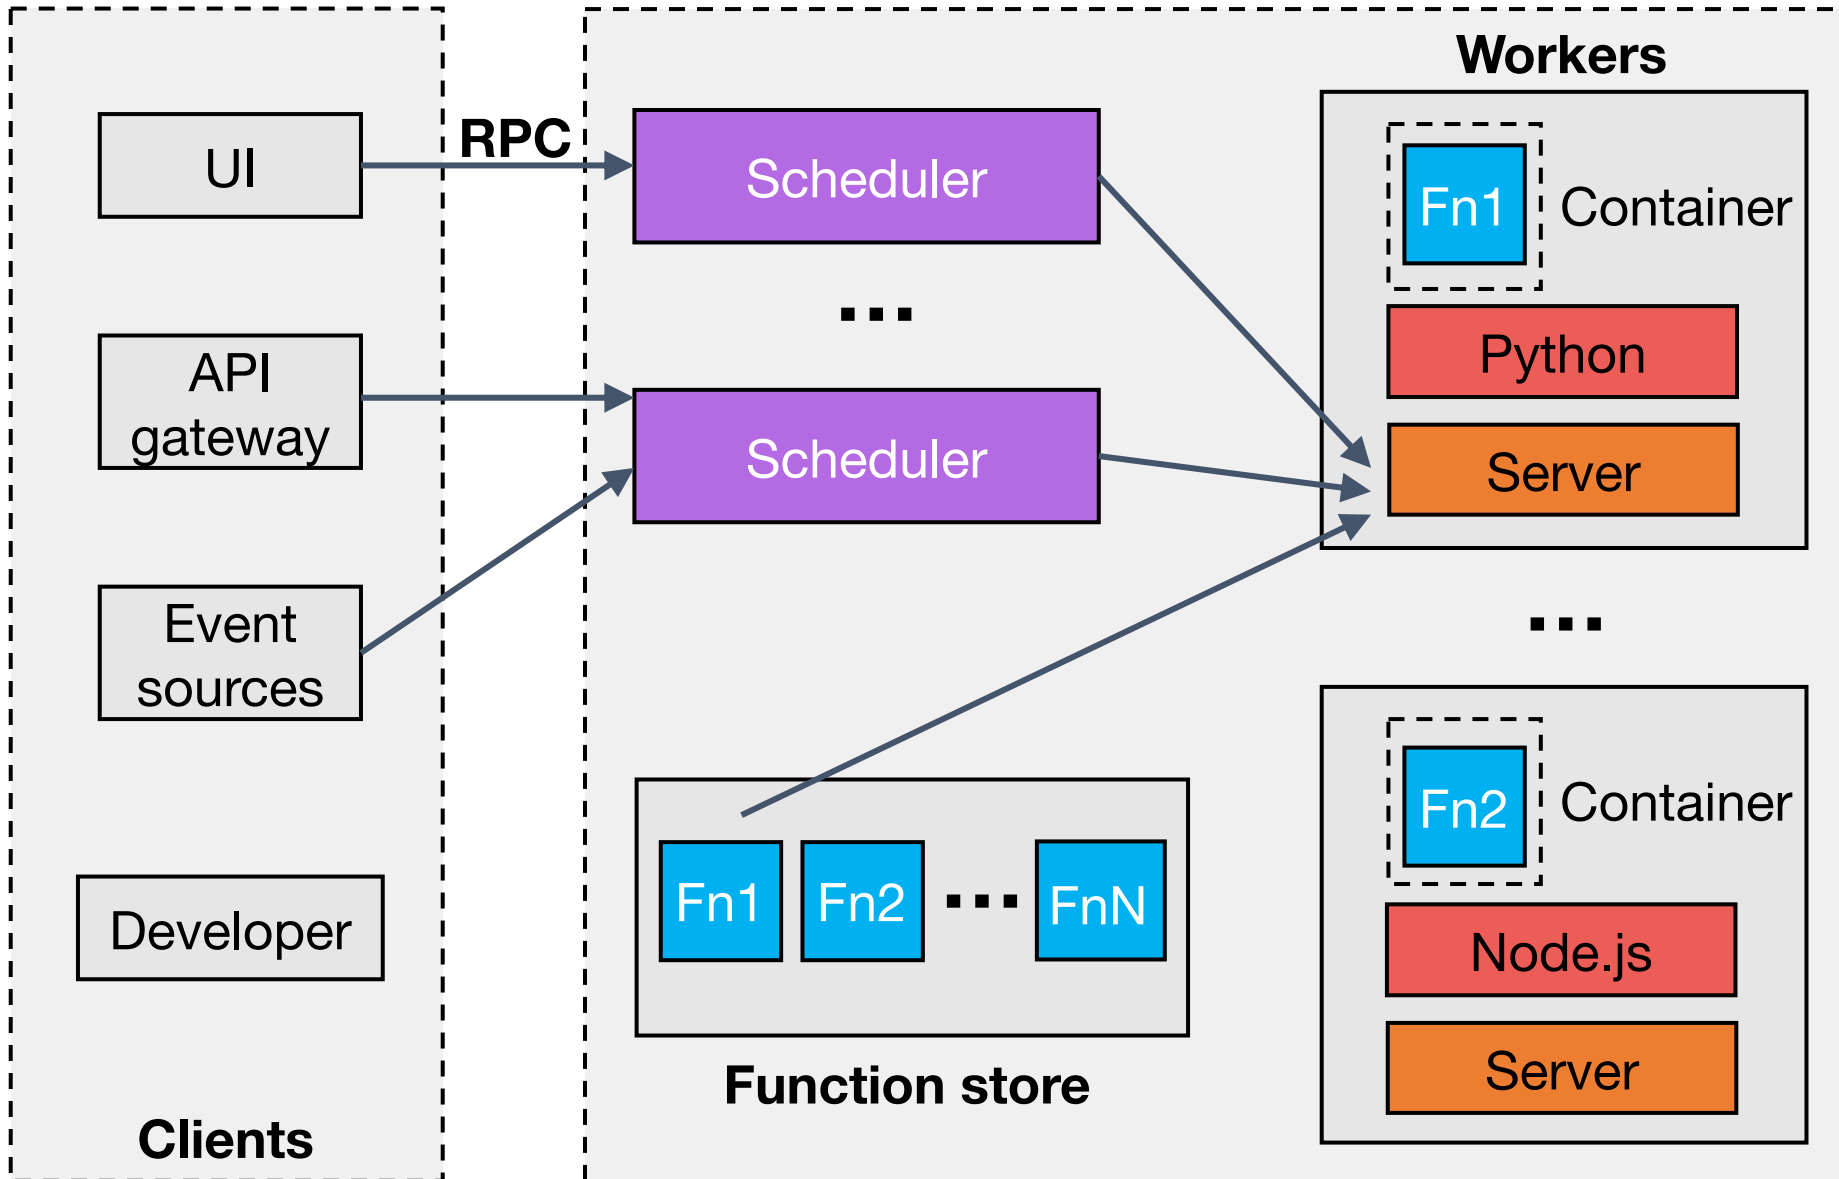 Workers
UI
RPC
Scheduler
Fn1
Container
...
API
gateway
Scheduler
Python
Server
Event
sources
...
Fn2
Container
Developer
Fn1
Fn2
...
FnN
Node.js
Server
Function store
Clients